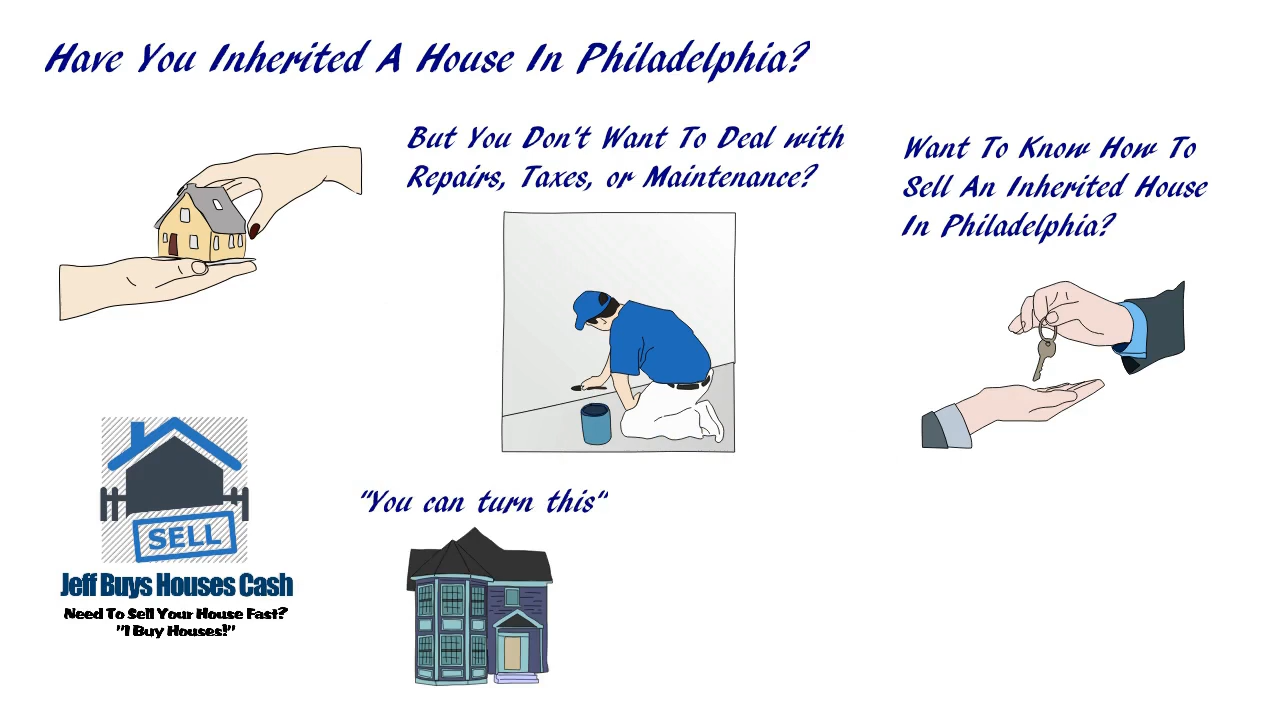 Have You Inherited A House In Philadelphia?
But You Don't Want To Deal with
Repairs, Taxes, or Maintenance?
Want To Know How To
Sell An Inherited House
In Philadelphia?
SELL
Jeff Buys Houses Cash
Need To Sell Your House Fast?
"I Buy Houses!"
"You can turn this"